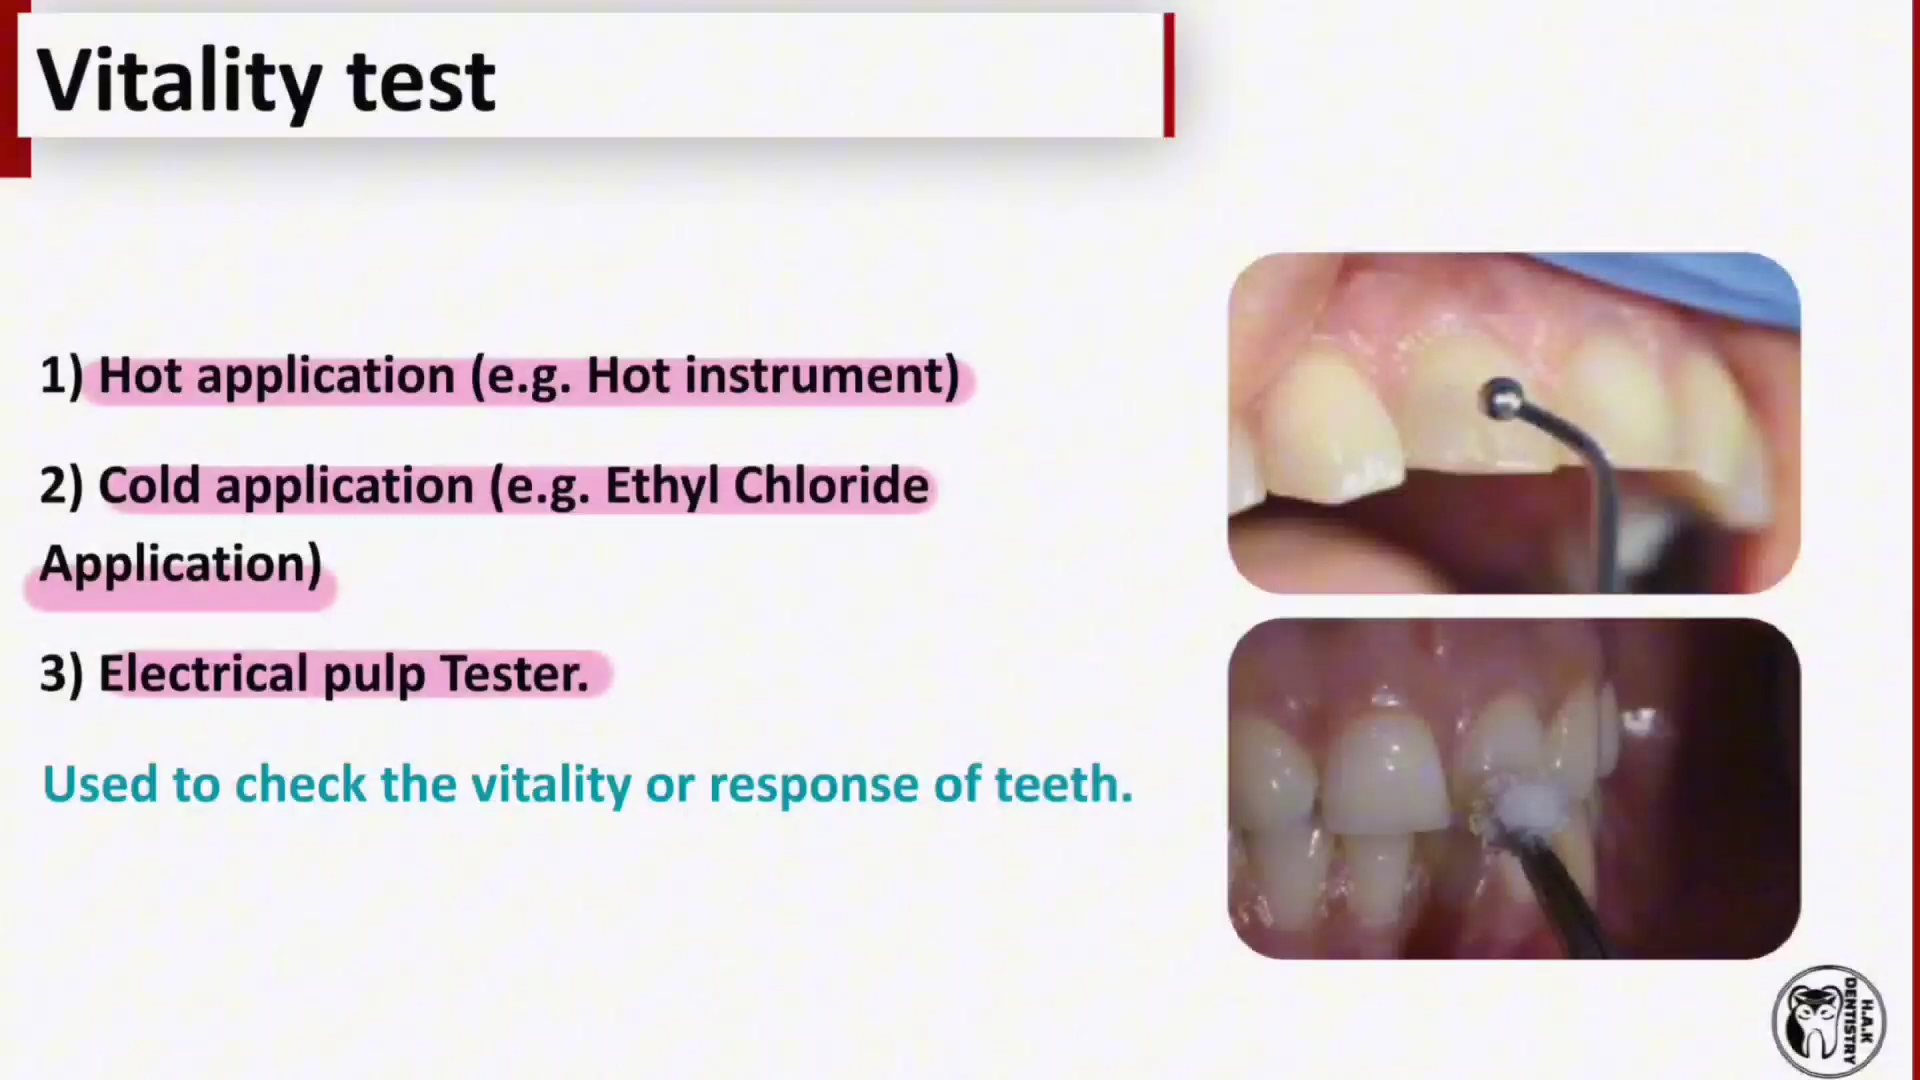 Vitality test
1) Hot application (e.g. Hot instrument)
2) Cold application (e.g. Ethyl Chloride
Application)
3) Electrical pulp Tester.
Used to check the vitality or response of teeth.
H.A.K
DENTISTRY